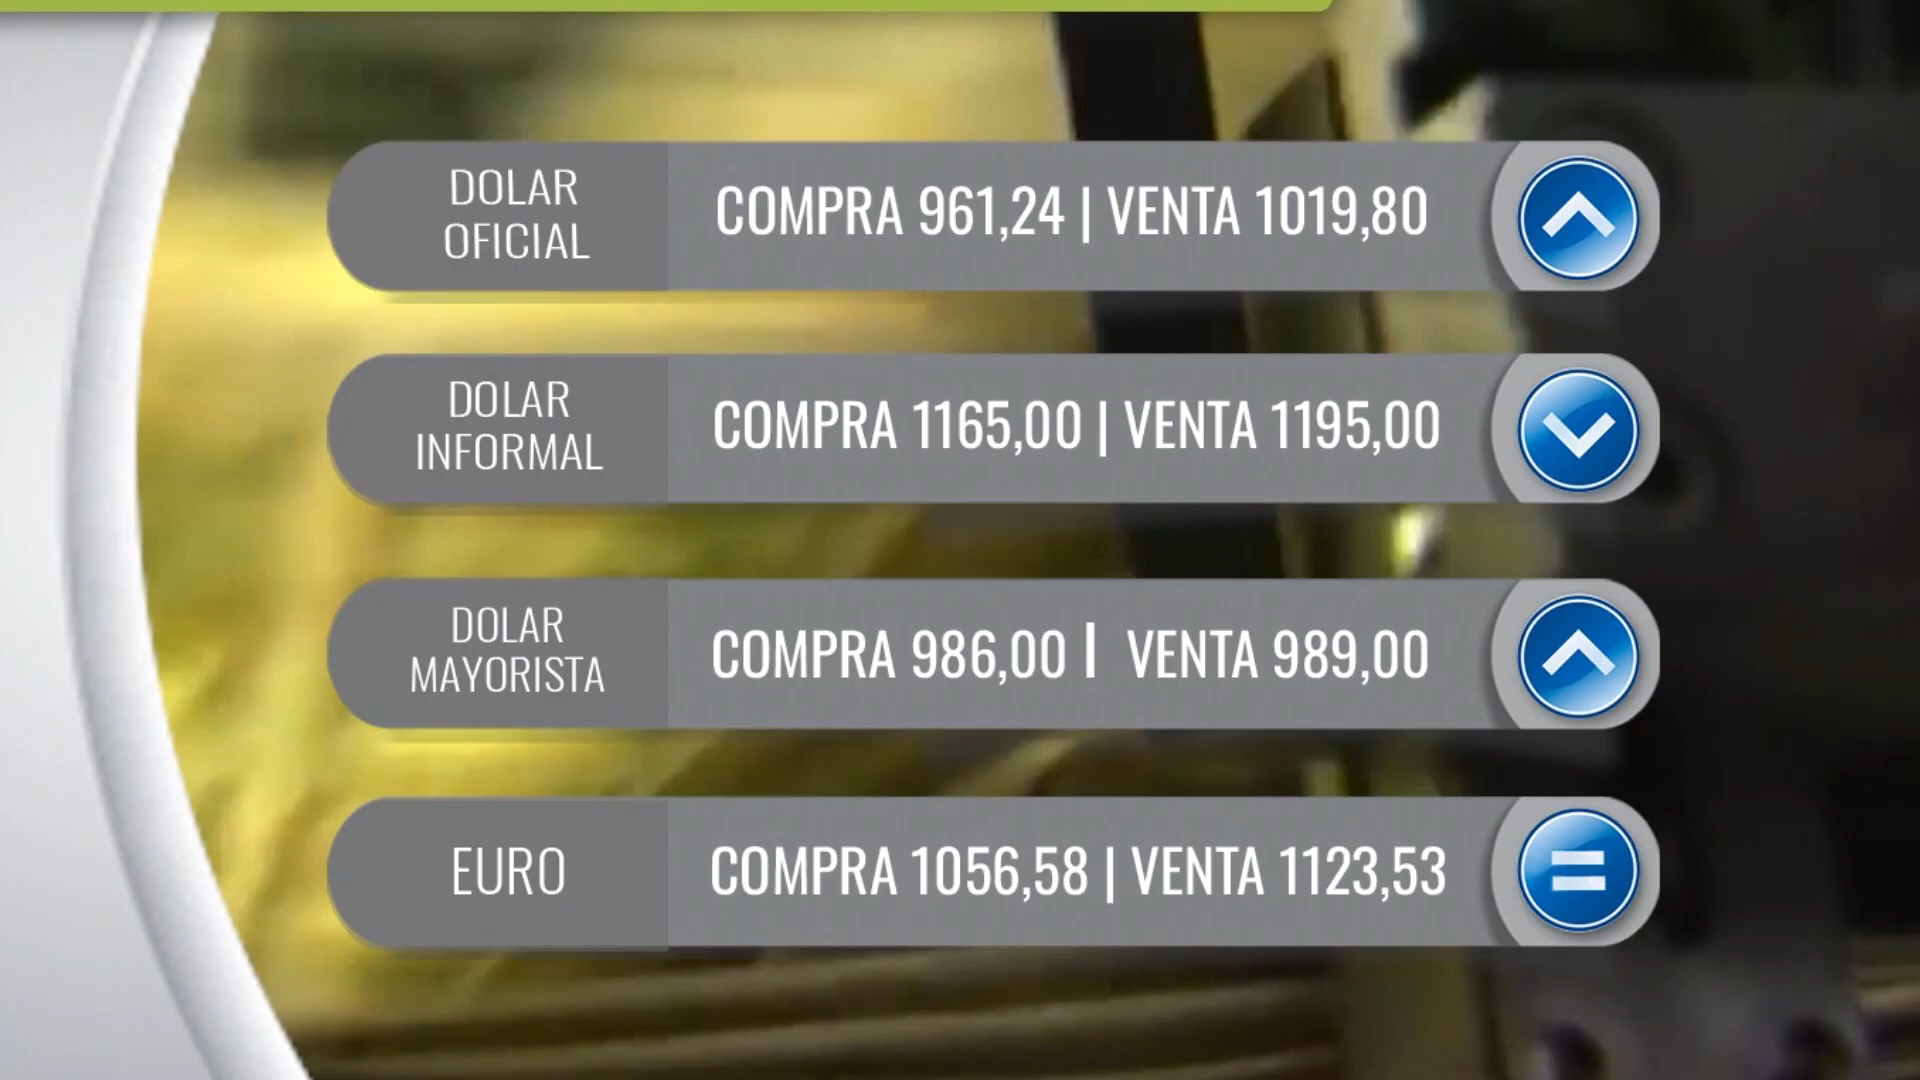 DOLAR
OFICIAL
COMPRA 961,24 | VENTA 1019,80
DOLAR
INFORMAL
COMPRA 1165,00 | VENTA 1195,00
DOLAR
MAYORISTA
COMPRA 986,00 | VENTA 989,00
EURO
COMPRA 1056,58 | VENTA 1123,53